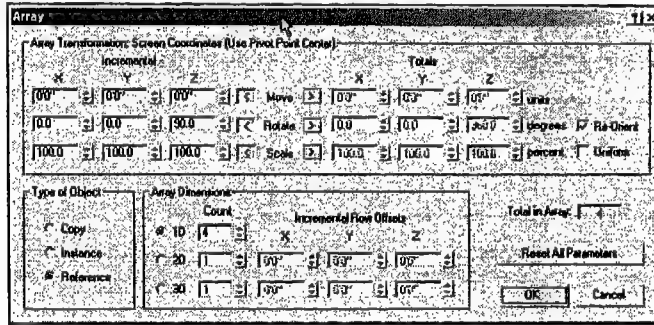 Array
Array Transformation: Screen Coordinates (Use Pivot Point Center)
Incremental Totals
X Y Z X Y Z
0'0" 0'0" 0'0" < Move > 0'0" 0'0" 0'0" units
0.0 0.0 90.0 < Rotate > 0.0 0.0 360.0 degrees Re-Orient
100.0 100.0 100.0 < Scale > 100.0 100.0 100.0 percent Uniform
Type of Object Array Dimensions
Count Incremental Row Offsets
Copy 1D 4 X Y Z Total in Array: 4
Instance 2D 1 0'0" 0'0" 0'0" Reset All Parameters
Reference 3D 1 0'0" 0'0" 0'0"
OK Cancel